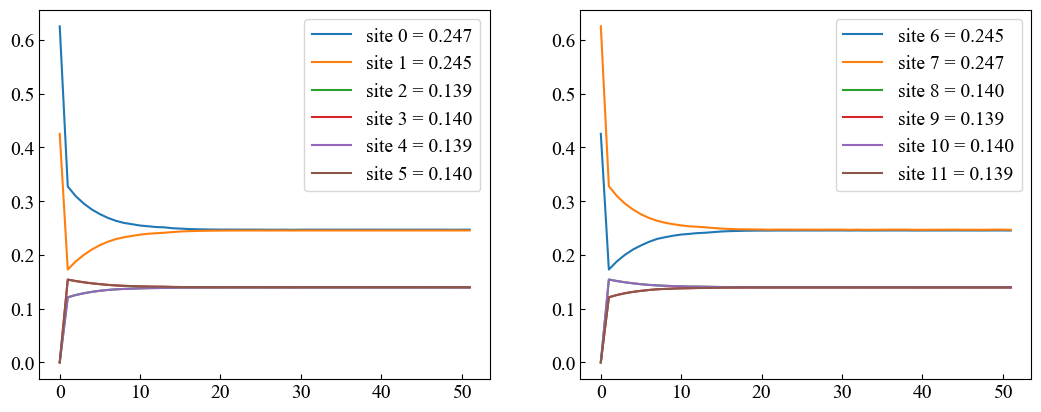 0.6
0.5
0.4
0.3
0.2
0.1
0.0
0 10 20 30 40 50
site 0 = 0.247
site 1 = 0.245
site 2 = 0.139
site 3 = 0.140
site 4 = 0.139
site 5 = 0.140
0.6
0.5
0.4
0.3
0.2
0.1
0.0
0 10 20 30 40 50
site 6 = 0.245
site 7 = 0.247
site 8 = 0.140
site 9 = 0.139
site 10 = 0.140
site 11 = 0.139